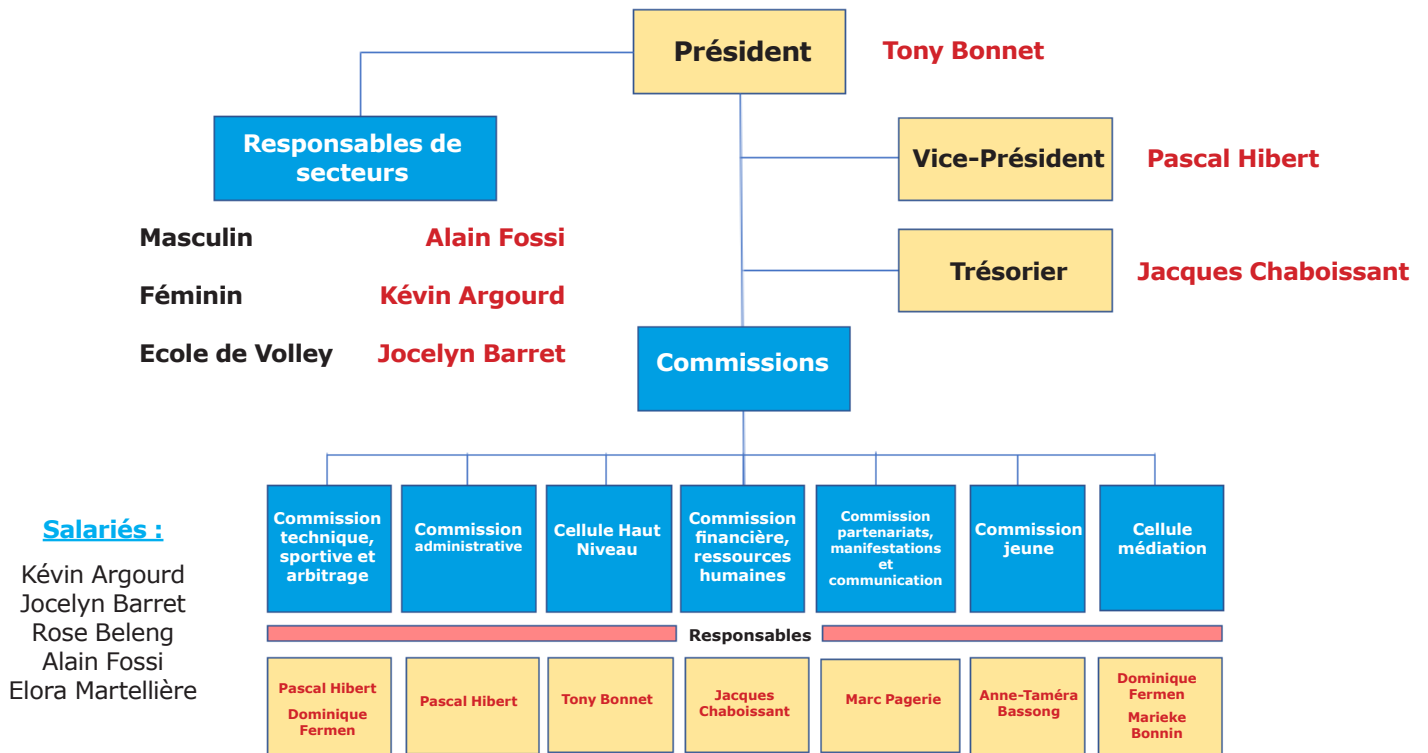 Président
Tony Bonnet
Responsables de
secteurs
Vice-Président
Pascal Hibert
Masculin
Alain Fossi
Trésorier
Jacques Chaboissant
Féminin
Kévin Argourd
Ecole de Volley
Jocelyn Barret
Commissions
Salariés :
Kévin Argourd
Jocelyn Barret
Rose Beleng
Alain Fossi
Elora Martellière
Commission
technique,
sportive et
arbitrage
Commission
administrative
Cellule Haut
Niveau
Commission
financière,
ressources
humaines
Commission
partenariats,
manifestations
et
communication
Commission
jeune
Cellule
médiation
Responsables
Pascal Hibert
Dominique
Fermen
Pascal Hibert
Tony Bonnet
Jacques
Chaboissant
Marc Pagerie
Anne-Taméra
Bassong
Dominique
Fermen
Marieke
Bonnin